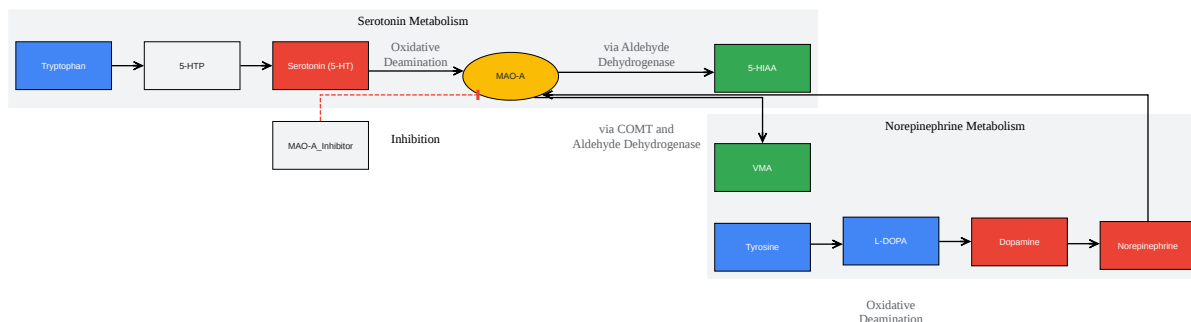 Serotonin Metabolism
Tryptophan
5-HTP
Serotonin (5-HT)
Oxidative
Deamination
MAO-A
via Aldehyde
Dehydrogenase
5-HIAA
MAO-A_Inhibitor
Inhibition
via COMT and
Aldehyde Dehydrogenase
Norepinephrine Metabolism
VMA
Tyrosine
L-DOPA
Dopamine
Norepinephrine
Oxidative
Deamination